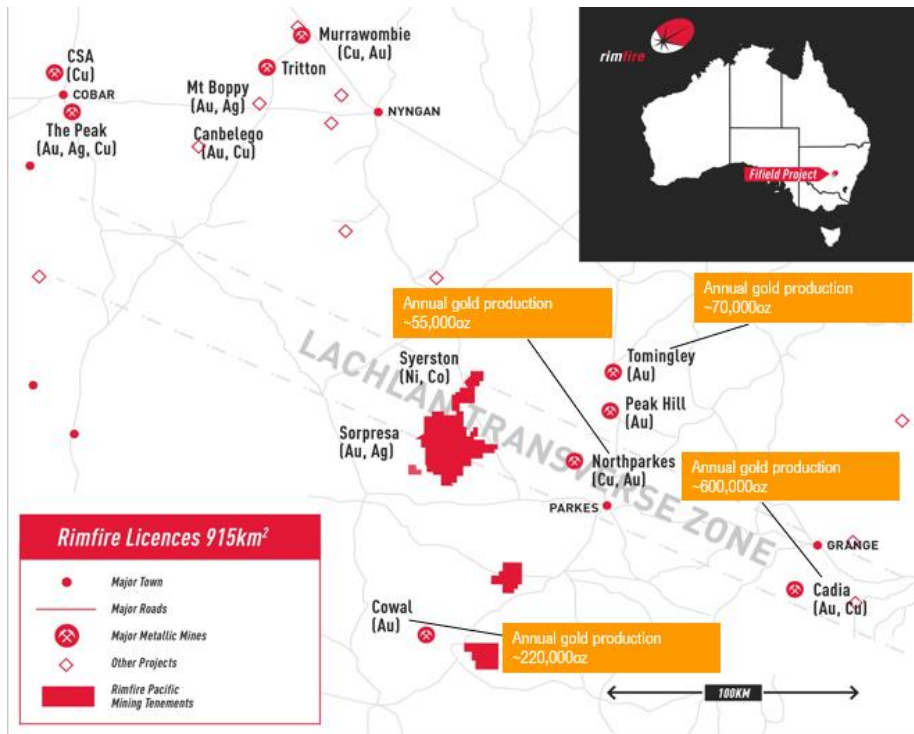 CSA
(Cu)
COBAR
The Peak
(Au, Ag, Cu)
Murrawombie
(Cu, Au)
Tritton
Mt Boppy
(Au, Ag)
NYNGAN
Canbelego
(Au, Cu)
rimfire
Fifield Project
Annual gold production
~55,000oz
Annual gold production
~70,000oz
LACHLAN TRANSVERSE ZONE
Syerston
(Ni, Co)
Tomingley
(Au)
Peak Hill
(Au)
Sorpresa
(Au, Ag)
Northparkes
(Cu, Au)
Annual gold production
~600,000oz
PARKES
GRANGE
Cadia
(Au, Cu)
Cowal
(Au)
Annual gold production
~220,000oz
100KM
Rimfire Licences 915km²
Major Town
Major Roads
Major Metallic Mines
Other Projects
Rimfire Pacific
Mining Tenements